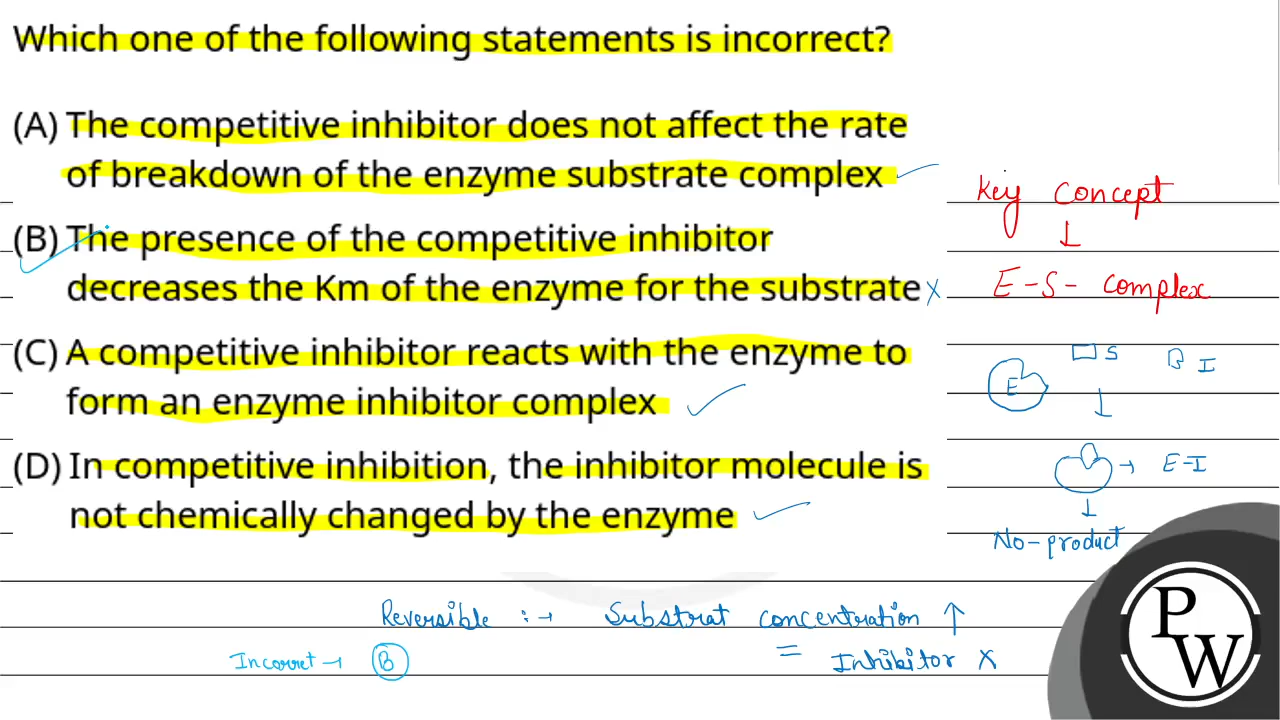 Which one of the following statements is incorrect?
(A) The competitive inhibitor does not affect the rate
of breakdown of the enzyme substrate complex
(B) The presence of the competitive inhibitor
decreases the Km of the enzyme for the substrate
(C) A competitive inhibitor reacts with the enzyme to
form an enzyme inhibitor complex
(D) In competitive inhibition, the inhibitor molecule is
not chemically changed by the enzyme
Key Concept
↓
E-S- Complex
E
S
I
↓
→ E-I
↓
No-product
Reversible :→ Substrat concentration ↑
= Inhibitor x
Incorret → B
P
W